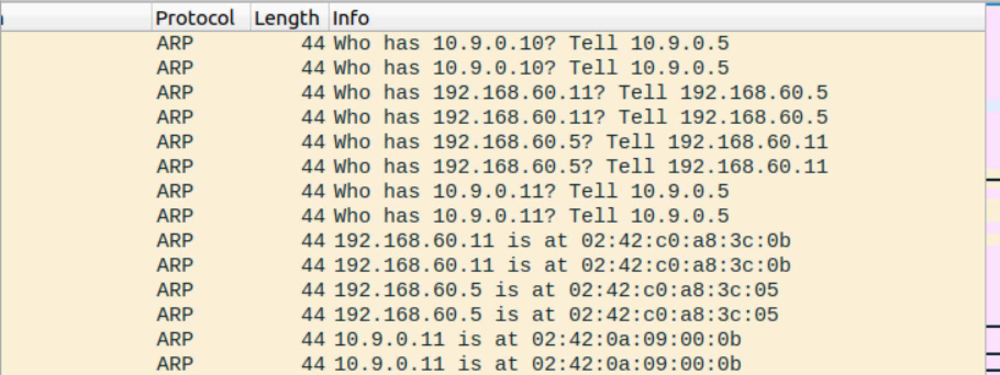 Protocol Length Info
ARP 44 Who has 10.9.0.10? Tell 10.9.0.5
ARP 44 Who has 10.9.0.10? Tell 10.9.0.5
ARP 44 Who has 192.168.60.11? Tell 192.168.60.5
ARP 44 Who has 192.168.60.11? Tell 192.168.60.5
ARP 44 Who has 192.168.60.5? Tell 192.168.60.11
ARP 44 Who has 192.168.60.5? Tell 192.168.60.11
ARP 44 Who has 10.9.0.11? Tell 10.9.0.5
ARP 44 Who has 10.9.0.11? Tell 10.9.0.5
ARP 44 192.168.60.11 is at 02:42:c0:a8:3c:0b
ARP 44 192.168.60.11 is at 02:42:c0:a8:3c:0b
ARP 44 192.168.60.5 is at 02:42:c0:a8:3c:05
ARP 44 192.168.60.5 is at 02:42:c0:a8:3c:05
ARP 44 10.9.0.11 is at 02:42:0a:09:00:0b
ARP 44 10.9.0.11 is at 02:42:0a:09:00:0b